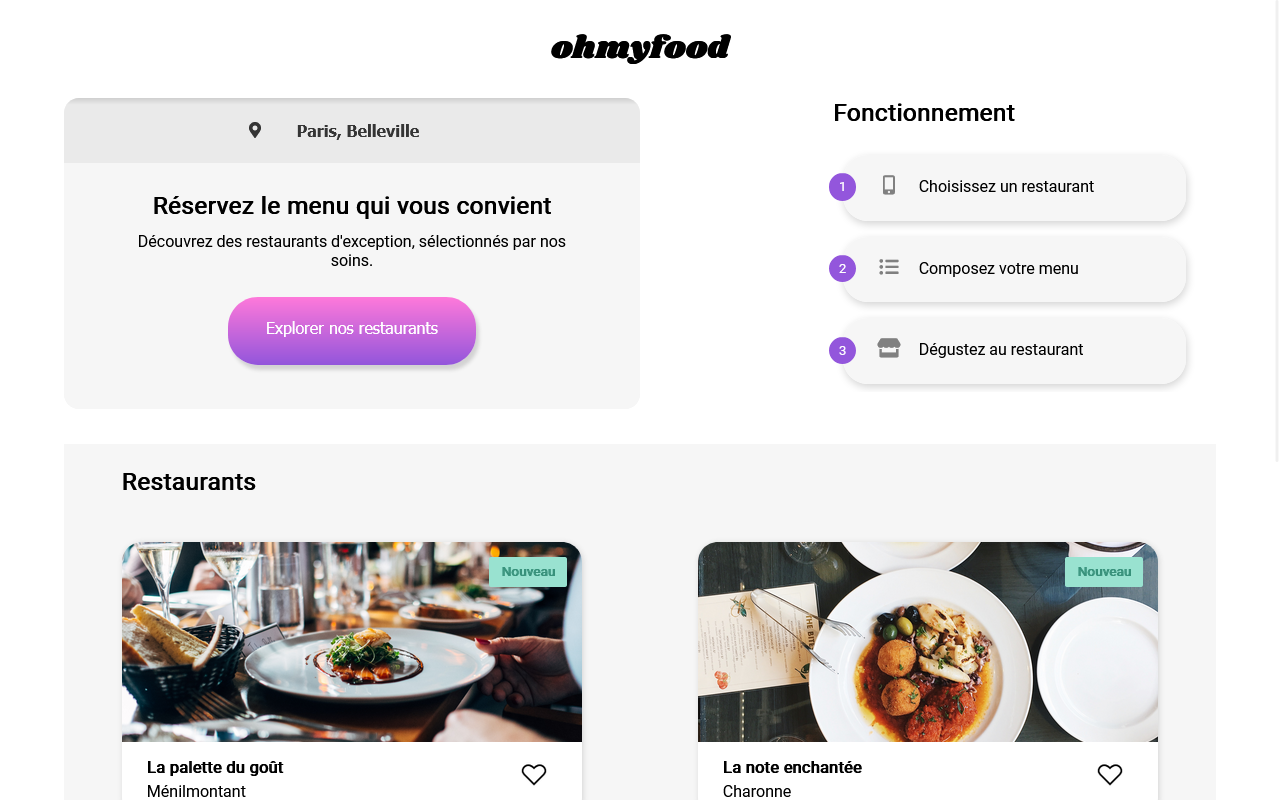 ohmyfood
Paris, Belleville
Réservez le menu qui vous convient
Découvrez des restaurants d'exception, sélectionnés par nos
soins.
Explorer nos restaurants
Fonctionnement
1 Choisissez un restaurant
2 Composez votre menu
3 Dégustez au restaurant
Restaurants
Nouveau
La palette du goût
Ménilmontant
Nouveau
La note enchantée
Charonne